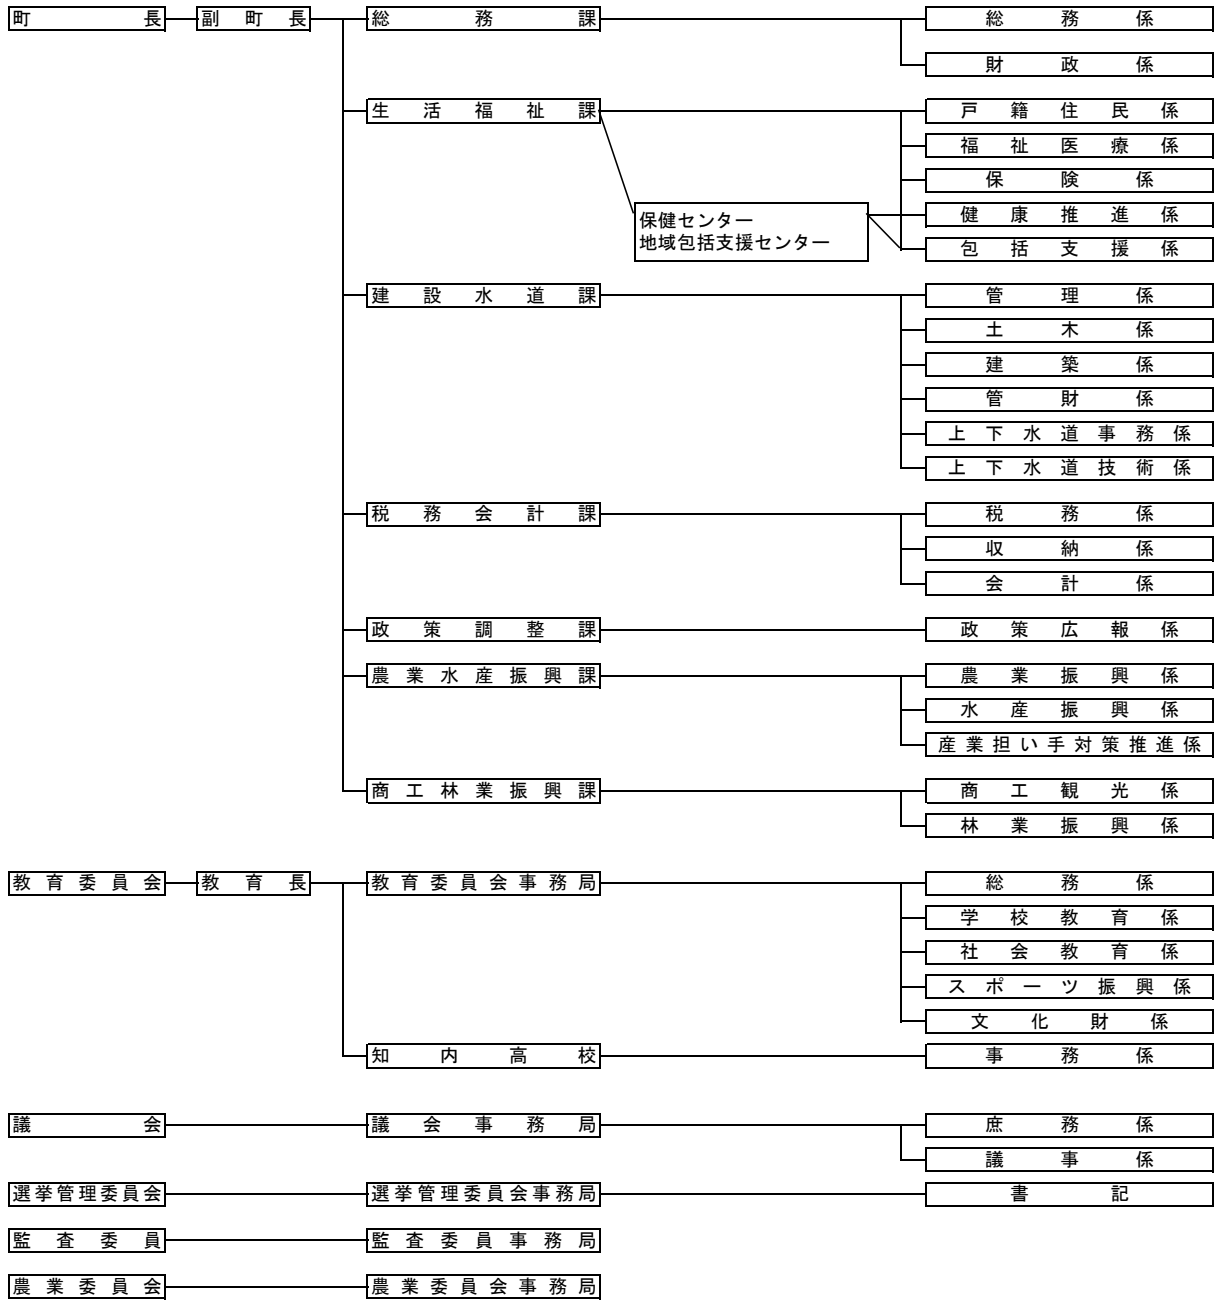 町長 副町長 総務課 総務係
財政係
生活福祉課 戸籍住民係
福祉医療係
保険係
保健センター
地域包括支援センター
健康推進係
包括支援係
建設水道課 管理係
土木係
建築係
管財係
上下水道事務係
上下水道技術係
税務会計課 税務係
収納係
会計係
政策調整課 政策広報係
農業水産振興課 農業振興係
水産振興係
産業担い手対策推進係
商工林業振興課 商工観光係
林業振興係
教育委員会 教育長 教育委員会事務局 総務係
学校教育係
社会教育係
スポーツ振興係
文化財係
知内高校 事務係
議会 議会事務局 庶務係
議事係
選挙管理委員会 選挙管理委員会事務局 書記
監査委員 監査委員事務局
農業委員会 農業委員会事務局